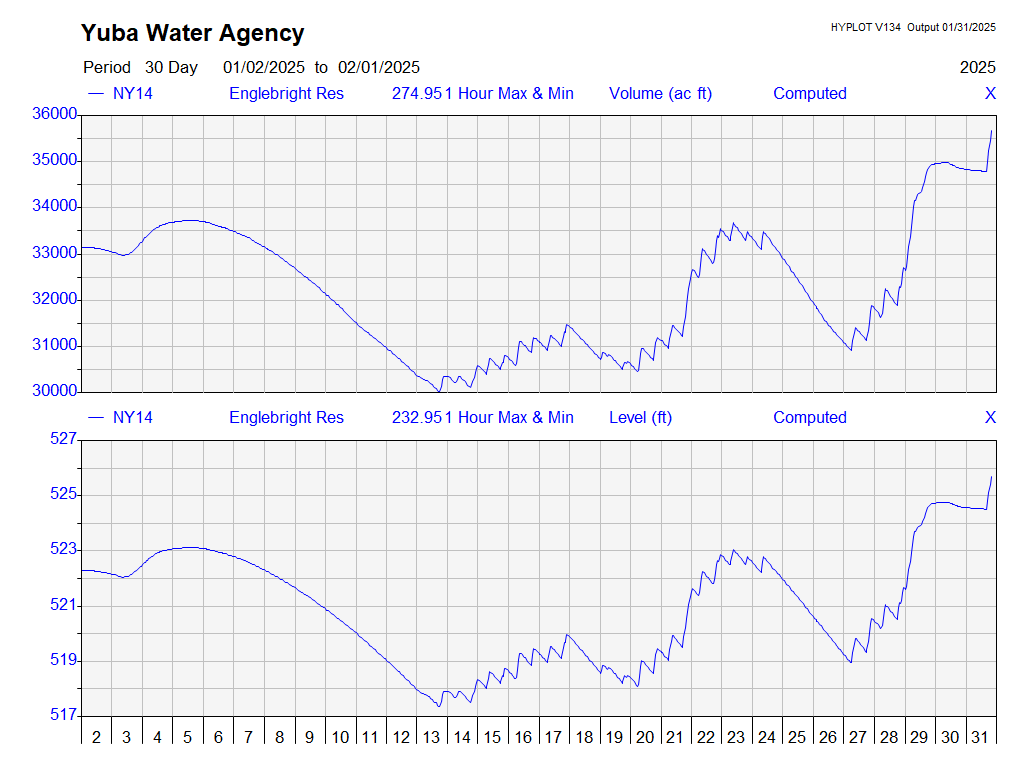 Yuba Water Agency
HYPLOT V134 Output 01/31/2025
Period 30 Day 01/02/2025 to 02/01/2025
2025
NY14 Englebright Res 274.951 Hour Max & Min Volume (ac ft) Computed X
36000
35000
34000
33000
32000
31000
30000
NY14 Englebright Res 232.951 Hour Max & Min Level (ft) Computed X
527
525
523
521
519
517
2 3 4 5 6 7 8 9 10 11 12 13 14 15 16 17 18 19 20 21 22 23 24 25 26 27 28 29 30 31